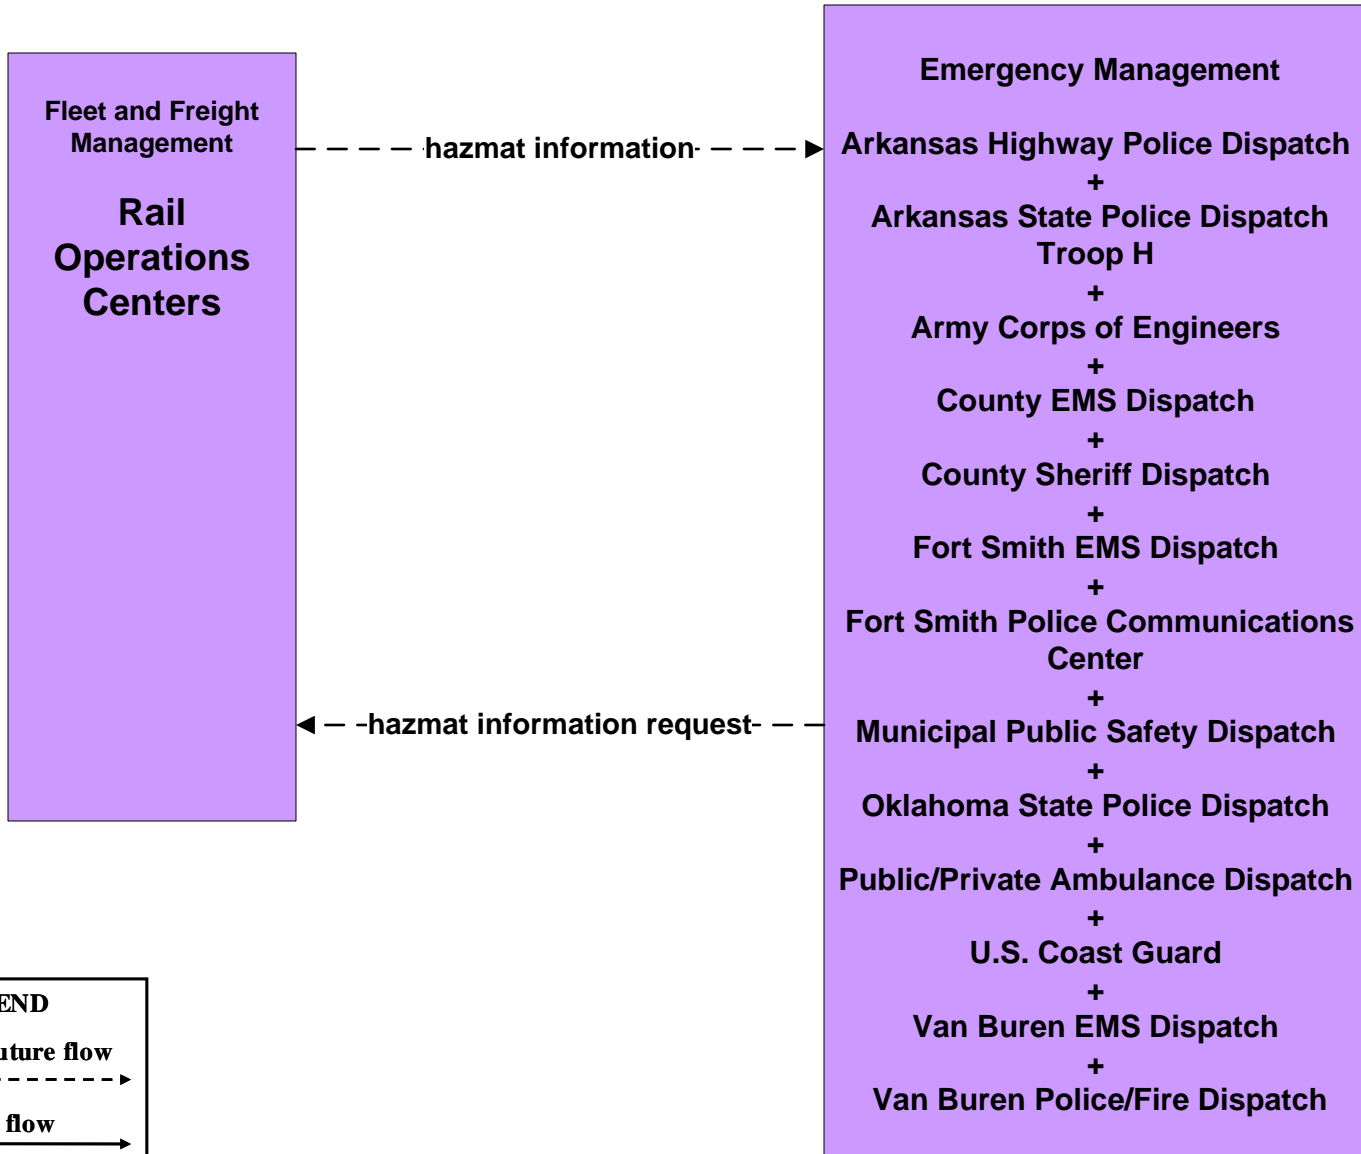 Fleet and Freight
Management
Rail
Operations
Centers
hazmat information
hazmat information request
Emergency Management
Arkansas Highway Police Dispatch
+
Arkansas State Police Dispatch
Troop H
+
Army Corps of Engineers
+
County EMS Dispatch
+
County Sheriff Dispatch
+
Fort Smith EMS Dispatch
+
Fort Smith Police Communications
Center
+
Municipal Public Safety Dispatch
+
Oklahoma State Police Dispatch
+
Public/Private Ambulance Dispatch
+
U.S. Coast Guard
+
Van Buren EMS Dispatch
+
Van Buren Police/Fire Dispatch
END
uture flow
flow